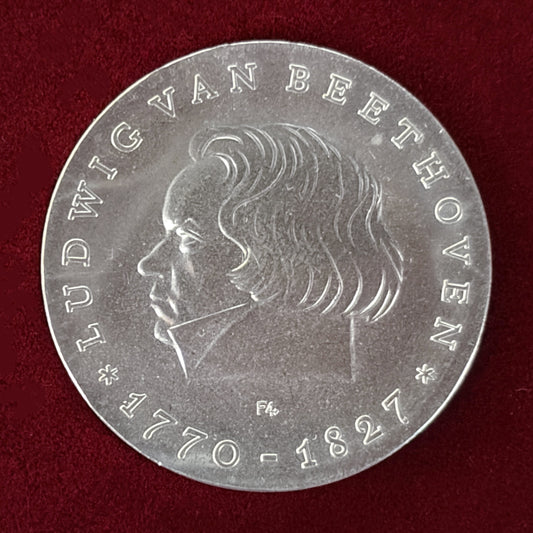 * LUDWIG VAN BEETHOVEN *
1770 - 1827